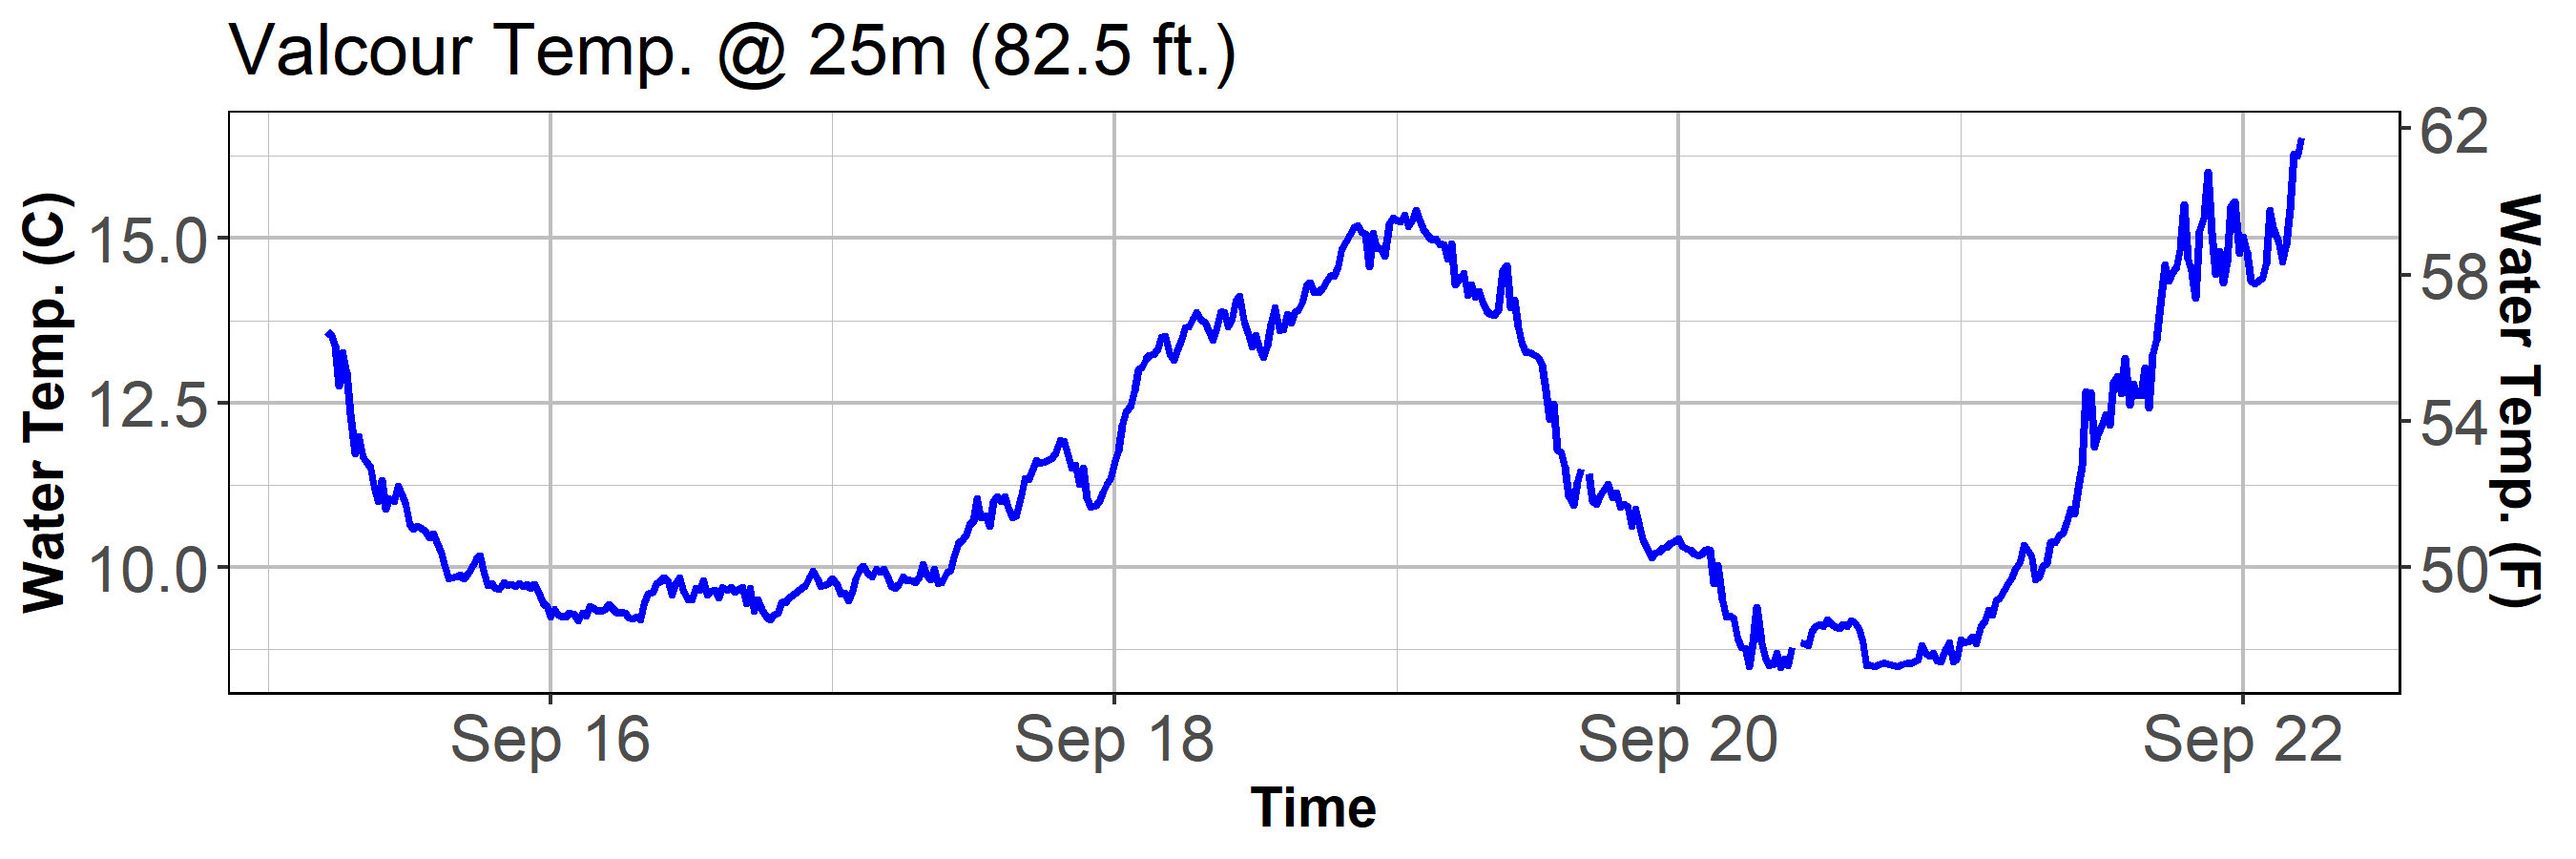 Valcour Temp. @ 25m (82.5 ft.)
Water Temp. (C)
15.0
12.5
10.0
62
58
54
50
Water Temp. (F)
Sep 16
Sep 18
Sep 20
Sep 22
Time